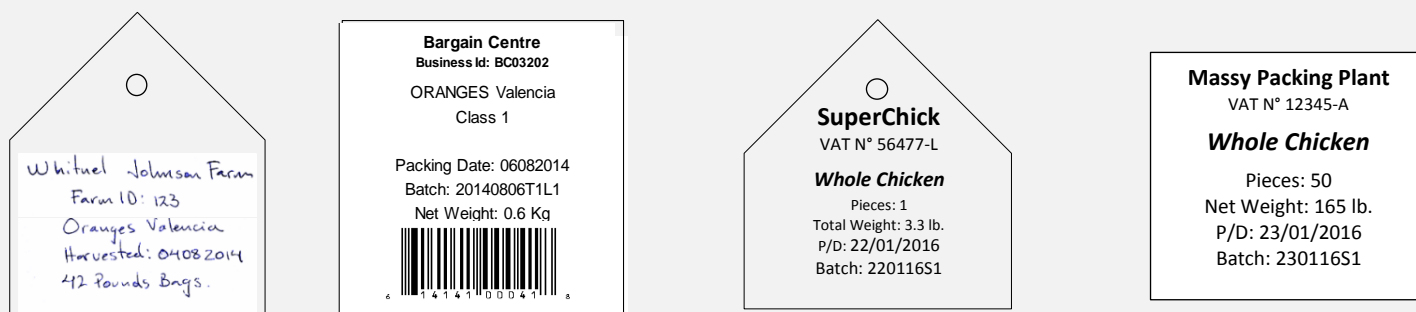 Whitnel Johnson Farm
Farm ID: 123
Oranges Valencia
Harvested: 04082014
42 Pounds Bags.
Bargain Centre
Business Id: BC03202
ORANGES Valencia
Class 1
Packing Date: 06082014
Batch: 20140806T1L1
Net Weight: 0.6 Kg
6 14141 00041 8
SuperChick
VAT N° 56477-L
Whole Chicken
Pieces: 1
Total Weight: 3.3 lb.
P/D: 22/01/2016
Batch: 220116S1
Massy Packing Plant
VAT N° 12345-A
Whole Chicken
Pieces: 50
Net Weight: 165 lb.
P/D: 23/01/2016
Batch: 230116S1